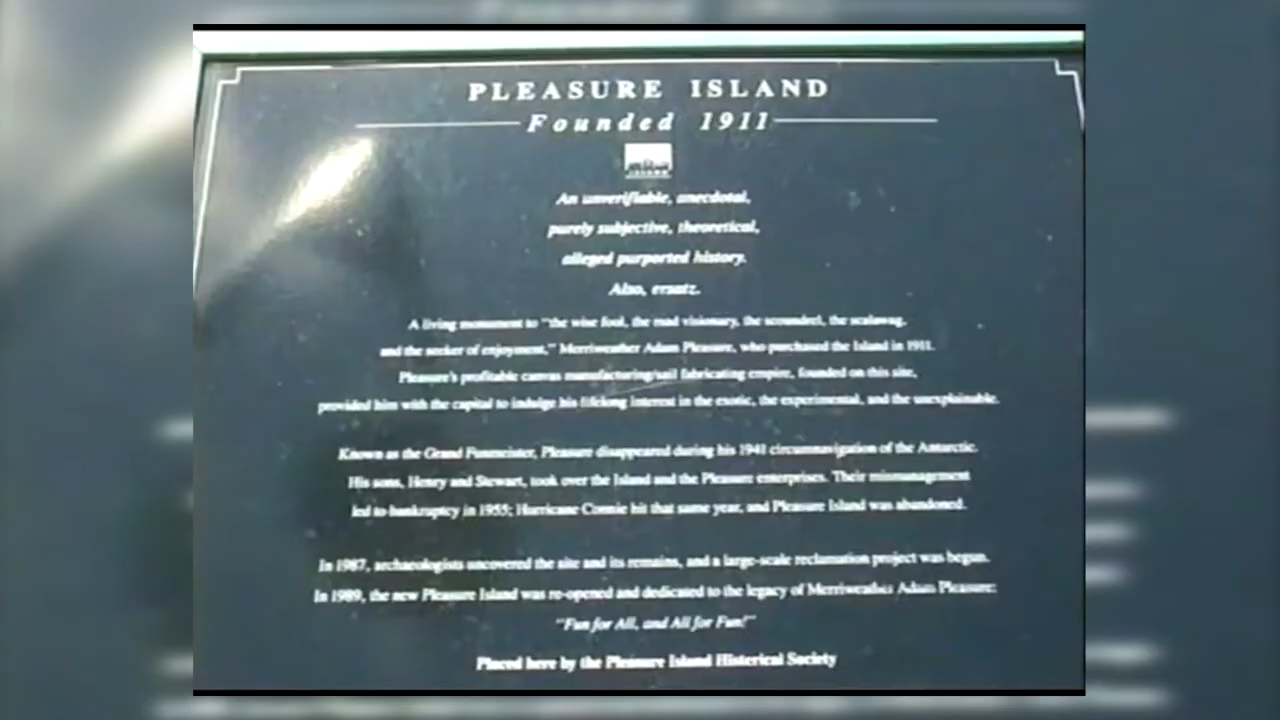 PLEASURE ISLAND
Founded 1911
An unverifiable, anecdotal,
purely subjective, theoretical,
alleged purported history.
Also, ersatz.
A living monument to "the wise fool, the mad visionary, the scoundrel, the scalawag,
and the seeker of enjoyment," Merriweather Adam Pleasure, who purchased the Island in 1911.
Pleasure's profitable canvas manufacturing/sail fabricating empire, founded on this site,
provided him with the capital to indulge his lifelong interest in the exotic, the experimental, and the unexplainable.
Known as the Grand Funmeister, Pleasure disappeared during his 1941 circumnavigation of the Antarctic.
His sons, Henry and Stewart, took over the Island and the Pleasure enterprises. Their mismanagement
led to bankruptcy in 1955; Hurricane Connie hit that same year, and Pleasure Island was abandoned.
In 1987, archaeologists uncovered the site and its remains, and a large-scale reclamation project was begun.
In 1989, the new Pleasure Island was re-opened and dedicated to the legacy of Merriweather Adam Pleasure:
"Fun for All, and All for Fun!"
Placed here by the Pleasure Island Historical Society